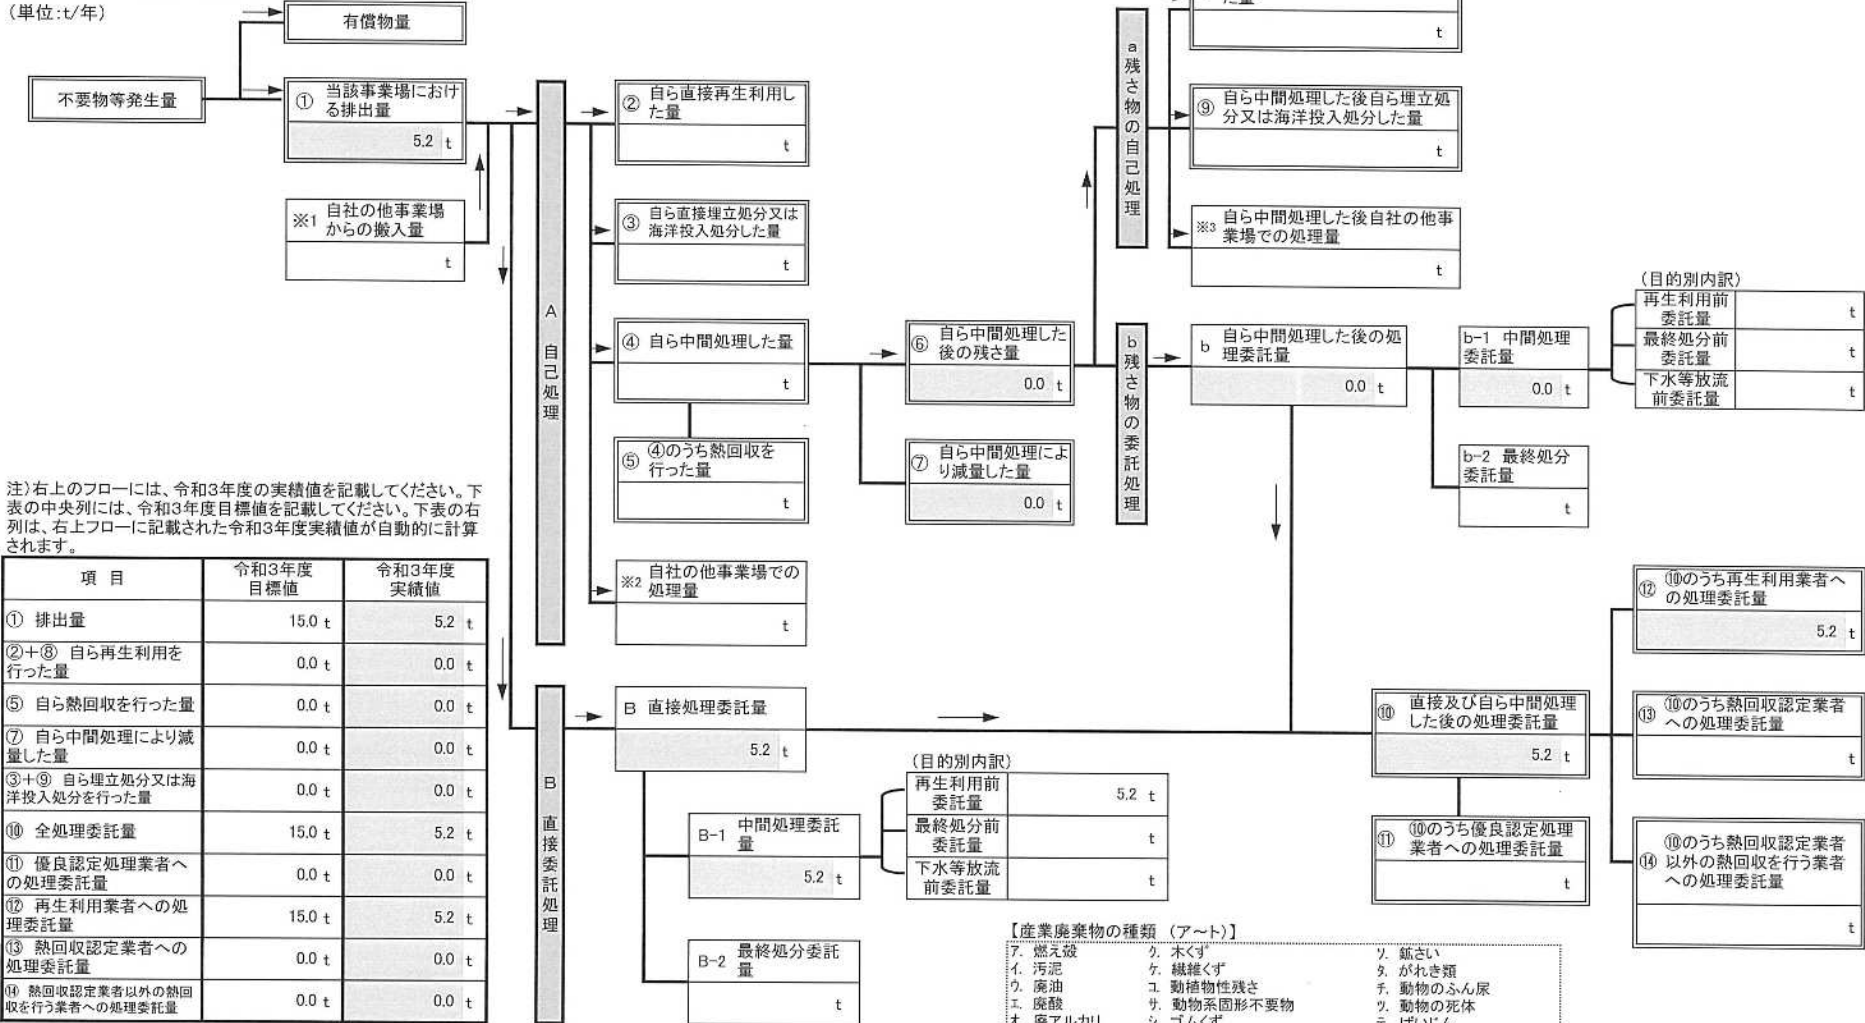 (単位:t/年)
有償物量
不要物等発生量
① 当該事業場におけ
る排出量
5.2 t
※1 自社の他事業場
からの搬入量
t
A 自己処理
② 自ら直接再生利用し
た量
t
③ 自ら直接埋立処分又は
海洋投入処分した量
t
④ 自ら中間処理した量
t
⑤ ④のうち熱回収を
行った量
t
※2 自社の他事業場での
処理量
t
⑥ 自ら中間処理した
後の残さ量
0.0 t
⑦ 自ら中間処理によ
り減量した量
0.0 t
a 残さ物の自己処理
た量
t
⑨ 自ら中間処理した後自ら埋立処
分又は海洋投入処分した量
t
※3 自ら中間処理した後自社の他事
業場での処理量
t
b 残さ物の委託処理
b 自ら中間処理した後の処
理委託量
0.0 t
b-1 中間処理
委託量
0.0 t
(目的別内訳)
再生利用前
委託量 t
最終処分前
委託量 t
下水等放流
前委託量 t
b-2 最終処分
委託量
t
注)右上のフローには、令和3年度の実績値を記載してください。下
表の中央列には、令和3年度目標値を記載してください。下表の右
列は、右上フローに記載された令和3年度実績値が自動的に計算
されます。
項 目 令和3年度
目標値 令和3年度
実績値
① 排出量 15.0 t 5.2 t
②+⑧ 自ら再生利用を
行った量 0.0 t 0.0 t
⑤ 自ら熱回収を行った量 0.0 t 0.0 t
⑦ 自ら中間処理により減
量した量 0.0 t 0.0 t
③+⑨ 自ら埋立処分又は海
洋投入処分を行った量 0.0 t 0.0 t
⑩ 全処理委託量 15.0 t 5.2 t
⑪ 優良認定処理業者へ
の処理委託量 0.0 t 0.0 t
⑫ 再生利用業者への処
理委託量 15.0 t 5.2 t
⑬ 熱回収認定業者への
処理委託量 0.0 t 0.0 t
⑭ 熱回収認定業者以外の熱回
収を行う業者への処理委託量 0.0 t 0.0 t
B 直接委託処理
B 直接処理委託量
5.2 t
B-1 中間処理委託
量
5.2 t
(目的別内訳)
再生利用前
委託量 5.2 t
最終処分前
委託量 t
下水等放流
前委託量 t
B-2 最終処分委託
量
t
⑩ 直接及び自ら中間処理
した後の処理委託量
5.2 t
⑪ ⑩のうち優良認定処理
業者への処理委託量
t
⑫ ⑩のうち再生利用業者へ
の処理委託量
5.2 t
⑬ ⑩のうち熱回収認定業者
への処理委託量
t
⑭ ⑩のうち熱回収認定業者
以外の熱回収を行う業者
への処理委託量
t
【産業廃棄物の種類 (ア~ト)】
ア. 燃え殻 ク. 木くず ソ. 鉱さい
イ. 汚泥 ケ. 繊維くず タ. がれき類
ウ. 廃油 コ. 動植物性残さ チ. 動物のふん尿
エ. 廃酸 サ. 動物系固形不要物 ツ. 動物の死体
オ. 廃アルカリ シ. ゴムくず テ. ばいじん